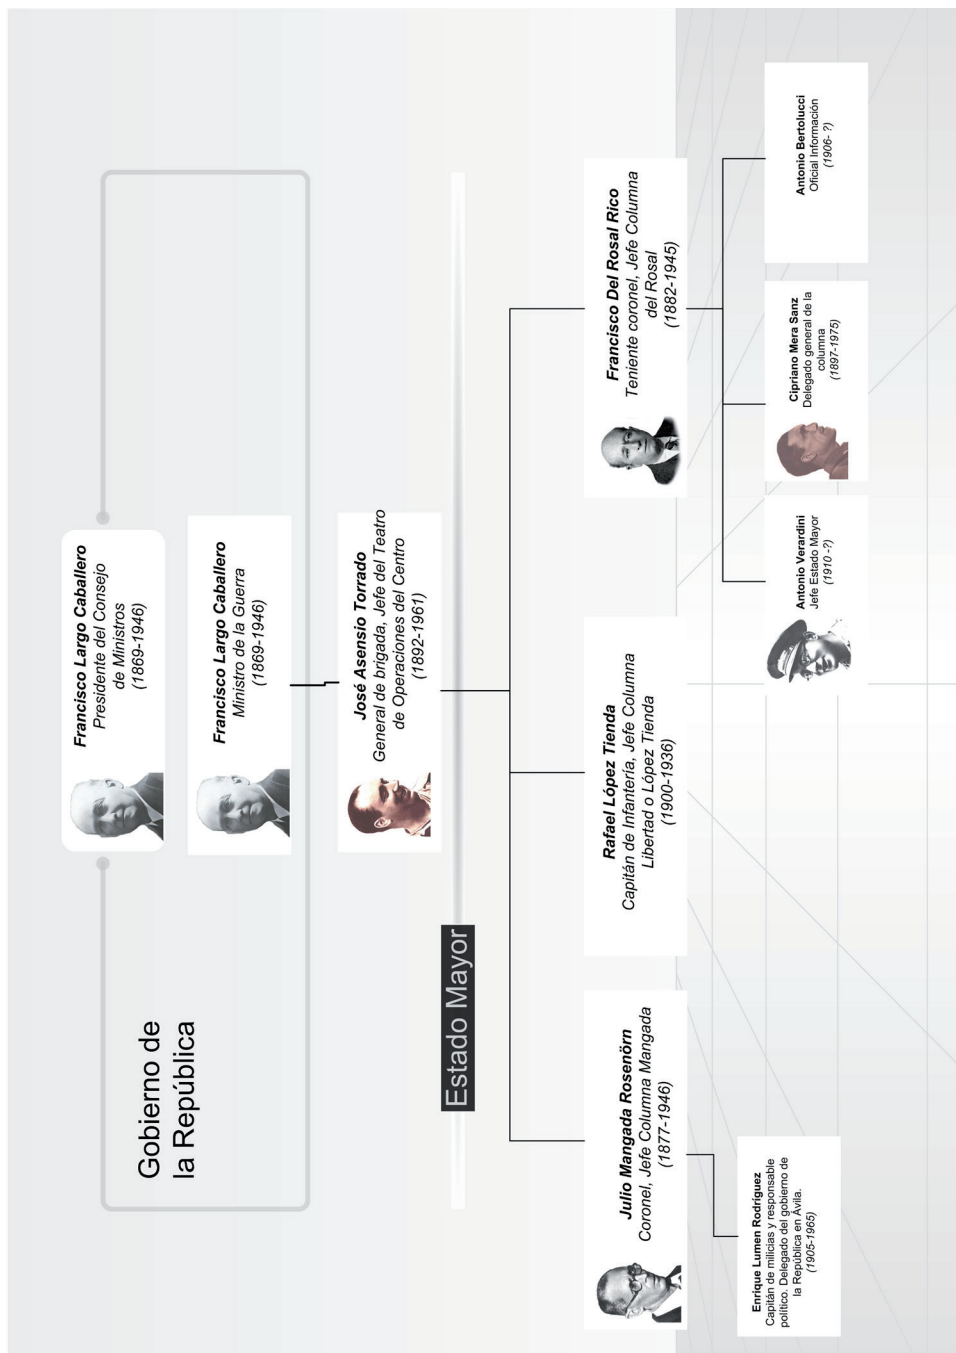 Gobierno de
la República
Francisco Largo Caballero
Presidente del Consejo
de Ministros
(1869-1946)
Francisco Largo Caballero
Ministro de la Guerra
(1869-1946)
José Asensio Torrado
General de brigada, Jefe del Teatro
de Operaciones del Centro
(1892-1961)
Estado Mayor
Julio Mangada Rosenörn
Coronel, Jefe Columna Mangada
(1877-1946)
Rafael López Tienda
Capitán de Infantería, Jefe Columna
Libertad o López Tienda
(1900-1936)
Francisco Del Rosal Rico
Teniente coronel, Jefe Columna
del Rosal
(1882-1945)
Enrique Lumen Rodríguez
Capitán de milicias y responsable
político. Delegado del gobierno de
la República en Ávila.
(1905-1965)
Antonio Verardini
Jefe Estado Mayor
(1910 -?)
Cipriano Mera Sanz
Delegado general de la
columna
(1897-1975)
Antonio Bertolucci
Oficial Información
(1906- ?)